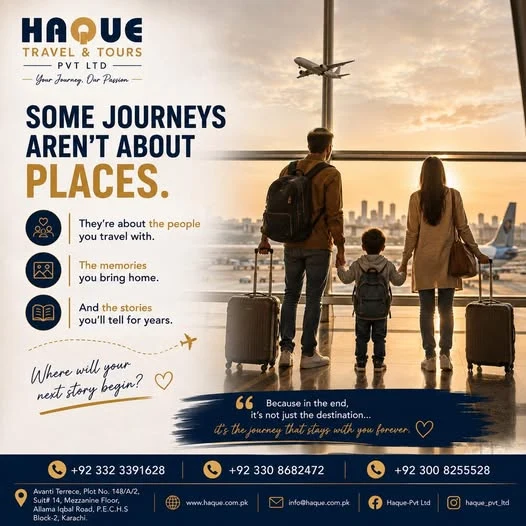 HAQUE
TRAVEL & TOURS
PVT LTD
Your Journey, Our Passion
SOME JOURNEYS
AREN'T ABOUT
PLACES.
They're about the people
you travel with.
The memories
you bring home.
And the stories
you'll tell for years.
Where will your
next story begin?
“ Because in the end,
it's not just the destination...
it's the journey that stays with you forever.
+92 332 3391628
+92 330 8682472
+92 300 8255528
Avanti Terrece, Plot No. 148/A/2,
Suit# 14, Mezzanine Floor,
Allama Iqbal Road, P.E.C.H.S
Block-2, Karachi.
www.haque.com.pk
info@haque.com.pk
Haque-Pvt Ltd
haque_pvt_ltd